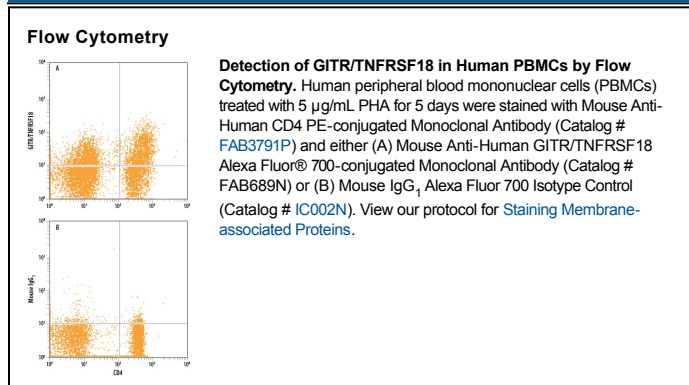 Flow Cytometry
Detection of GITR/TNFRSF18 in Human PBMCs by Flow
Cytometry. Human peripheral blood mononuclear cells (PBMCs)
treated with 5 µg/mL PHA for 5 days were stained with Mouse Anti-
Human CD4 PE-conjugated Monoclonal Antibody (Catalog #
FAB3791P) and either (A) Mouse Anti-Human GITR/TNFRSF18
Alexa Fluor® 700-conjugated Monoclonal Antibody (Catalog #
FAB689N) or (B) Mouse IgG1 Alexa Fluor 700 Isotype Control
(Catalog # IC002N). View our protocol for Staining Membrane-
associated Proteins.
A
GITR/TNFRSF18
B
Mouse IgG1
CD4